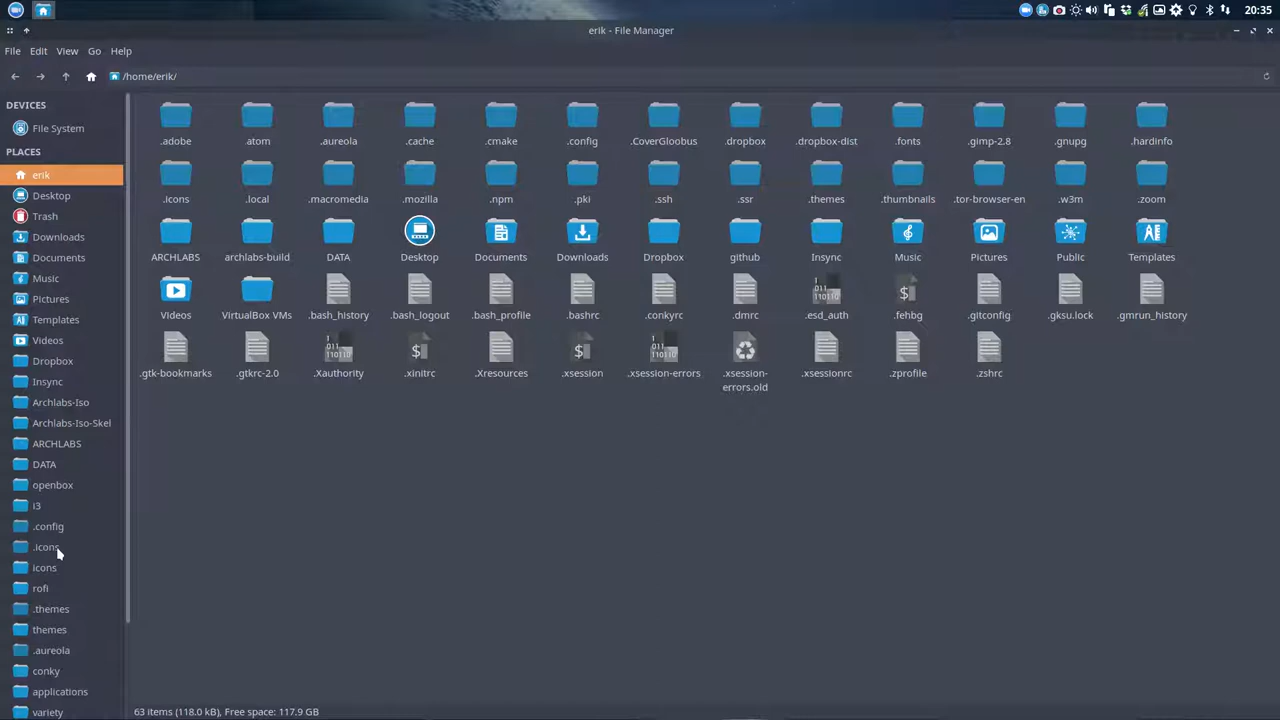 20:35
erik - File Manager
File Edit View Go Help
/home/erik/
DEVICES
File System
PLACES
erik
Desktop
Trash
Downloads
Documents
Music
Pictures
Templates
Videos
Dropbox
Insync
Archlabs-Iso
Archlabs-Iso-Skel
ARCHLABS
DATA
openbox
i3
.config
.icons
icons
rofi
.themes
themes
.aureola
conky
applications
variety
.adobe .atom .aureola .cache .cmake .config .CoverGloobus .dropbox .dropbox-dist .fonts .gimp-2.8 .gnupg .hardinfo
.icons .local .macromedia .mozilla .npm .pki .ssh .ssr .themes .thumbnails .tor-browser-en .w3m .zoom
ARCHLABS archlabs-build DATA Desktop Documents Downloads Dropbox github Insync Music Pictures Public Templates
Videos VirtualBox VMs .bash_history .bash_logout .bash_profile .bashrc .conkyrc .dmrc .esd_auth .fehbg .gitconfig .gksu.lock .gmrun_history
.gtk-bookmarks .gtkrc-2.0 .Xauthority .xinitrc .Xresources .xsession .xsession-errors .xsession-errors.old .xsessionrc .zprofile .zshrc
63 items (118.0 kB), Free space: 117.9 GB